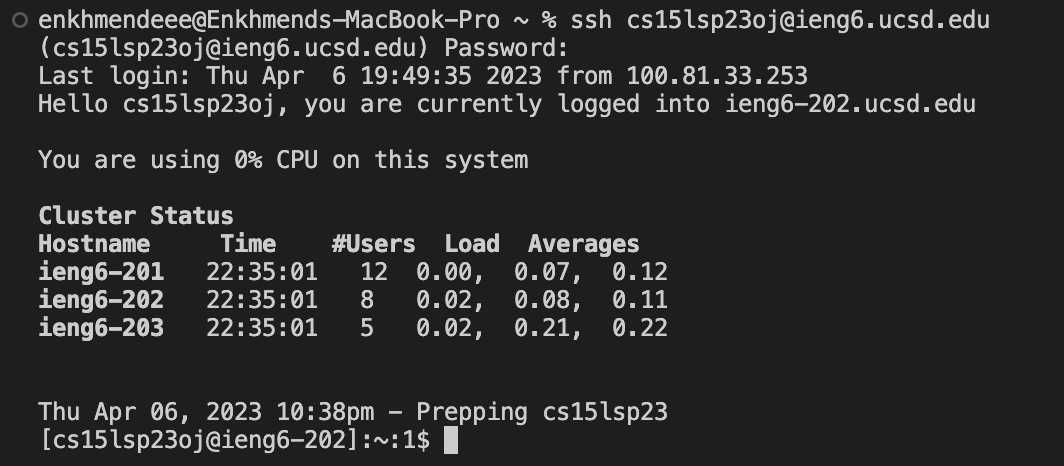 enkhmendeee@Enkhmends-MacBook-Pro ~ % ssh cs15lsp23oj@ieng6.ucsd.edu
(cs15lsp23oj@ieng6.ucsd.edu) Password:
Last login: Thu Apr  6 19:49:35 2023 from 100.81.33.253
Hello cs15lsp23oj, you are currently logged into ieng6-202.ucsd.edu
You are using 0% CPU on this system
Cluster Status
Hostname     Time    #Users  Load  Averages
ieng6-201   22:35:01   12  0.00,  0.07,  0.12
ieng6-202   22:35:01   8   0.02,  0.08,  0.11
ieng6-203   22:35:01   5   0.02,  0.21,  0.22
Thu Apr 06, 2023 10:38pm - Prepping cs15lsp23
[cs15lsp23oj@ieng6-202]:~:1$